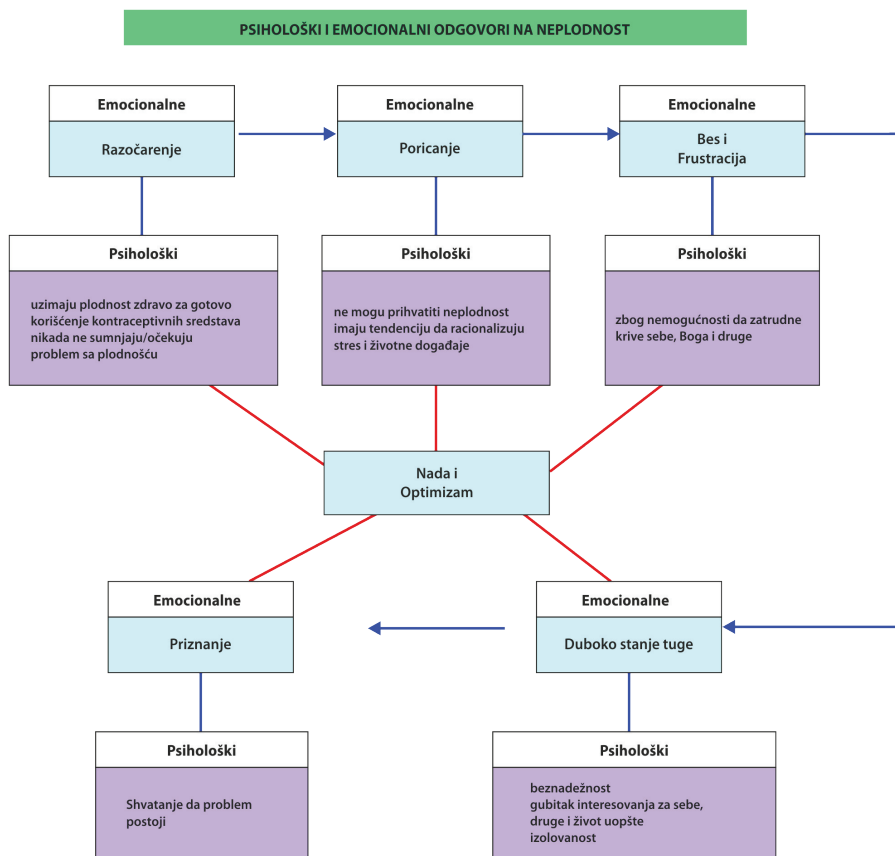 PSIHOLOŠKI I EMOCIONALNI ODGOVORI NA NEPLODNOST
Emocionalne
Razočarenje
Emocionalne
Poricanje
Emocionalne
Bes i
Frustracija
Psihološki
uzimaju plodnost zdravo za gotovo
korišćenje kontraceptivnih sredstava
nikada ne sumnjaju/očekuju
problem sa plodnošću
Psihološki
ne mogu prihvatiti neplodnost
imaju tendenciju da racionalizuju
stres i životne događaje
Psihološki
zbog nemogućnosti da zatrudne
krive sebe, Boga i druge
Nada i
Optimizam
Emocionalne
Priznanje
Emocionalne
Duboko stanje tuge
Psihološki
Shvatanje da problem
postoji
Psihološki
beznadežnost
gubitak interesovanja za sebe,
druge i život uopšte
izolovanost